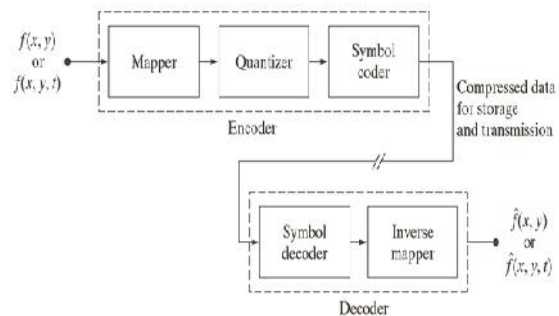 f(x, y)
or
f(x, y, t)
Mapper
Quantizer
Symbol
coder
Encoder
Compressed data
for storage
and transmission
Symbol
decoder
Inverse
mapper
Decoder
f̂(x, y)
or
f̂(x, y, t)